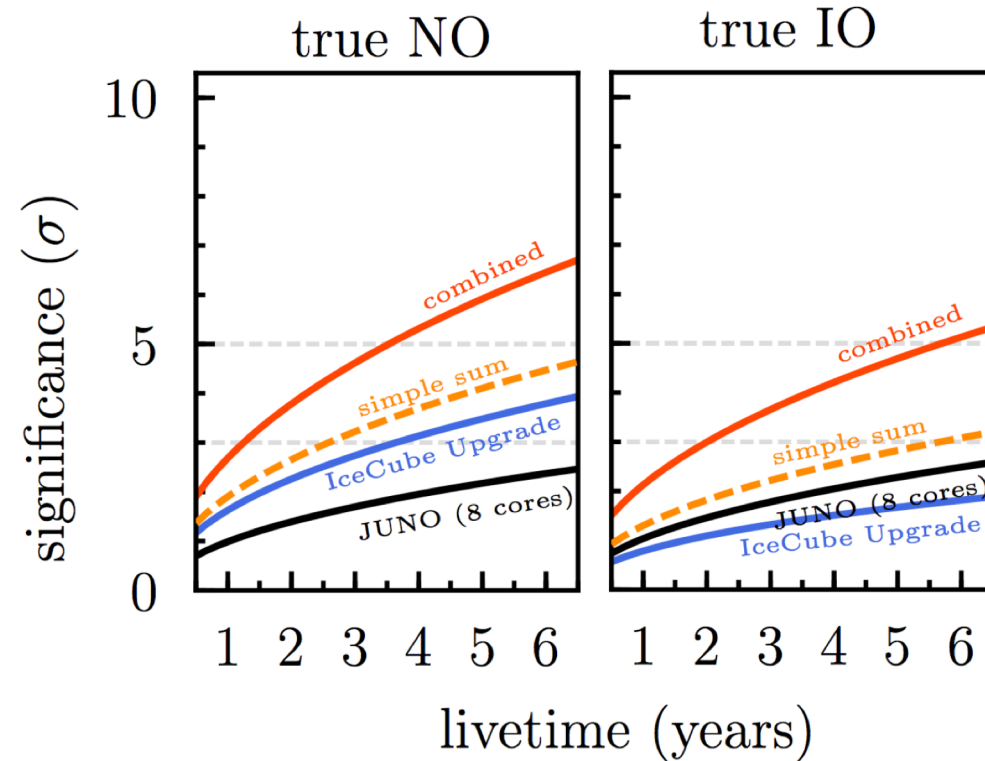 true NO
true IO
10
5
0
significance (σ)
combined
simple sum
IceCube Upgrade
JUNO (8 cores)
combined
simple sum
JUNO (8 cores)
IceCube Upgrade
1 2 3 4 5 6
1 2 3 4 5 6
livetime (years)